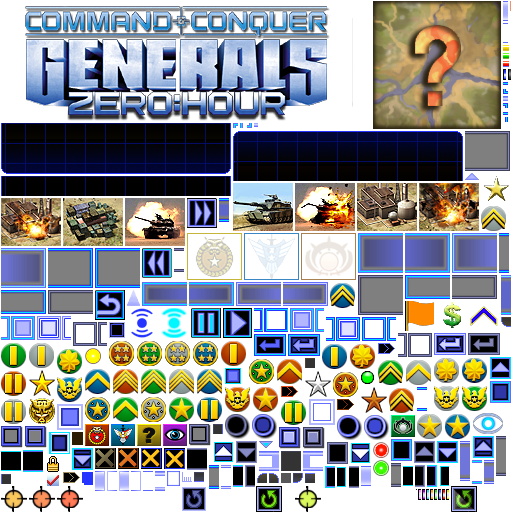 COMMAND & CONQUER
GENERALS
ZERO:HOUR
?
$
?